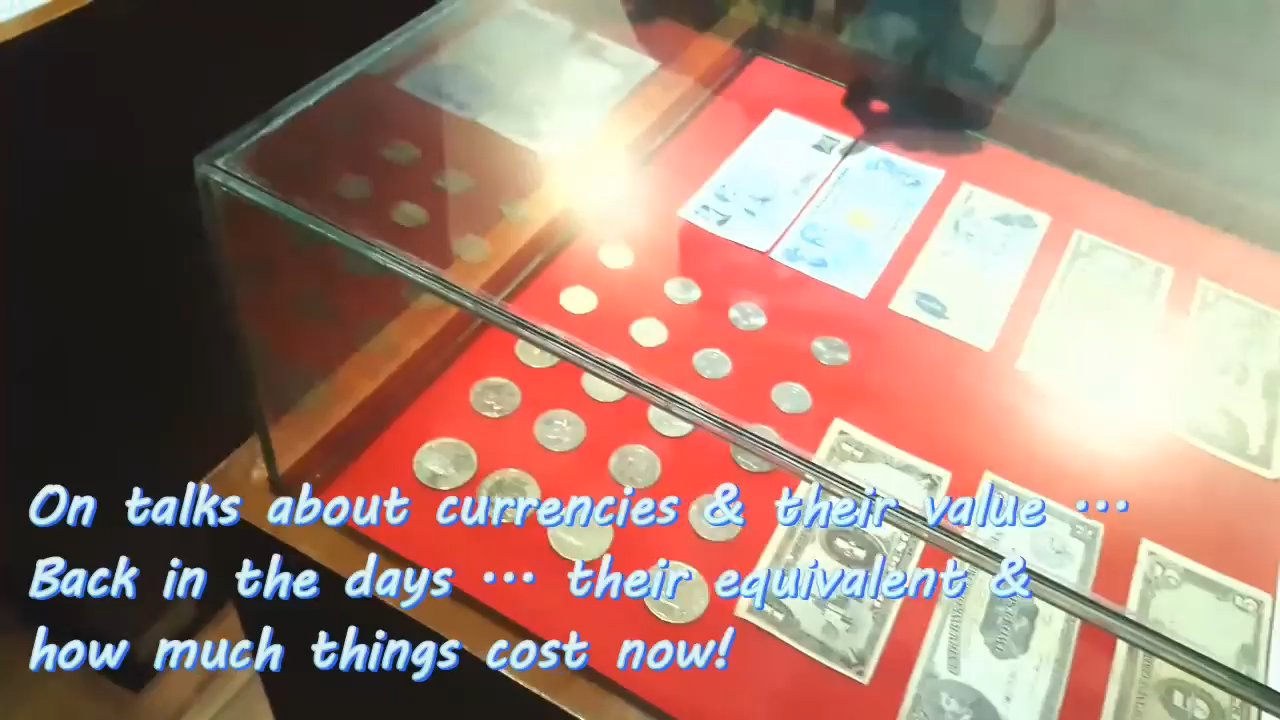 On talks about currencies & their value ...
Back in the days ... their equivalent &
how much things cost now!